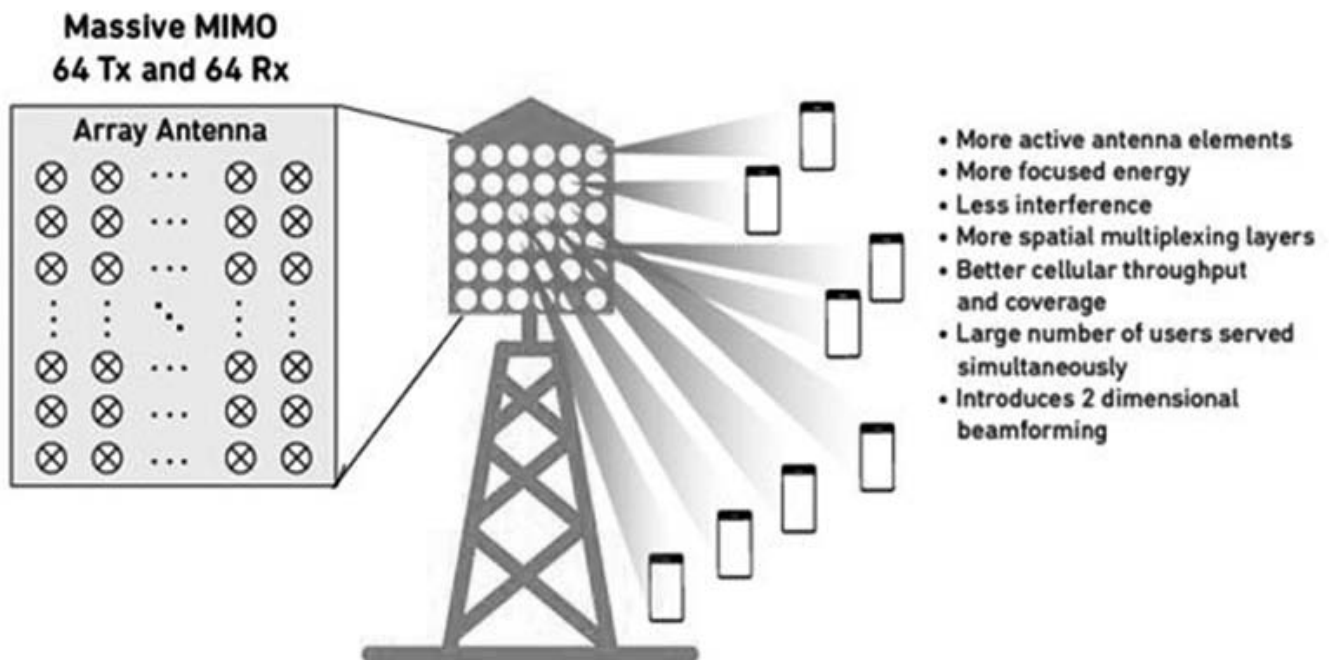 Massive MIMO
64 Tx and 64 Rx
Array Antenna
• More active antenna elements
• More focused energy
• Less interference
• More spatial multiplexing layers
• Better cellular throughput
and coverage
• Large number of users served
simultaneously
• Introduces 2 dimensional
beamforming